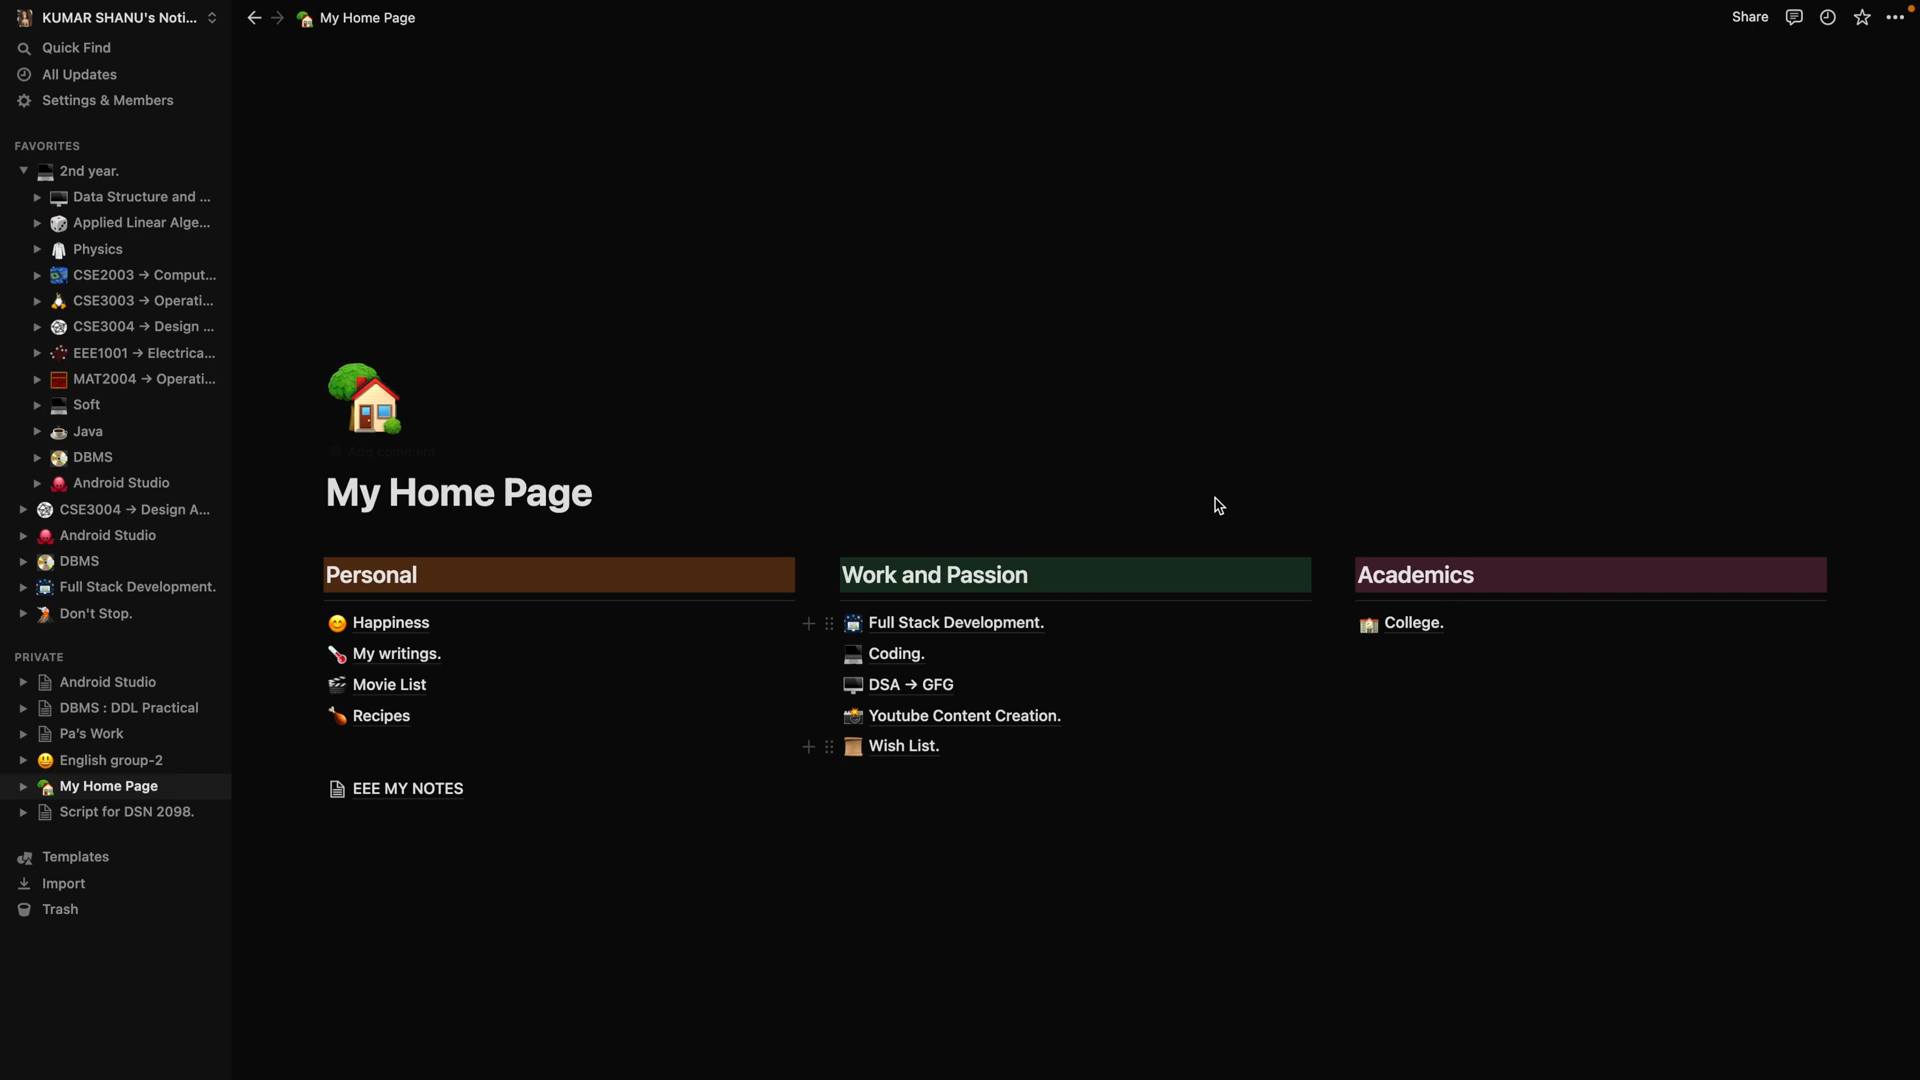 KUMAR SHANU's Noti...
Quick Find
All Updates
Settings & Members
FAVORITES
2nd year.
Data Structure and ...
Applied Linear Alge...
Physics
CSE2003 → Comput...
CSE3003 → Operati...
CSE3004 → Design ...
EEE1001 → Electrica...
MAT2004 → Operati...
Soft
Java
DBMS
Android Studio
CSE3004 → Design A...
Android Studio
DBMS
Full Stack Development.
Don't Stop.
PRIVATE
Android Studio
DBMS : DDL Practical
Pa's Work
English group-2
My Home Page
Script for DSN 2098.
Templates
Import
Trash
My Home Page
Share
Add comment
My Home Page
Personal
Happiness
My writings.
Movie List
Recipes
EEE MY NOTES
Work and Passion
Full Stack Development.
Coding.
DSA → GFG
Youtube Content Creation.
Wish List.
Academics
College.